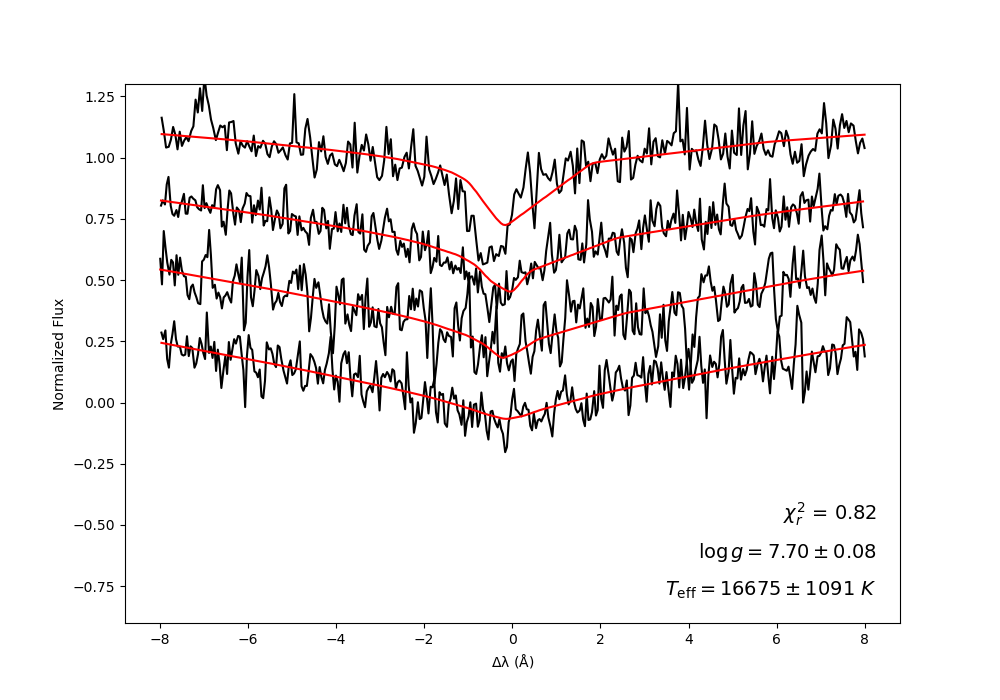 1.25
1.00
0.75
0.50
0.25
0.00
−0.25
−0.50
−0.75
Normalized Flux
χ²ᵣ = 0.82
log g = 7.70 ± 0.08
T_eff = 16675 ± 1091 K
−8 −6 −4 −2 0 2 4 6 8
Δλ (Å)